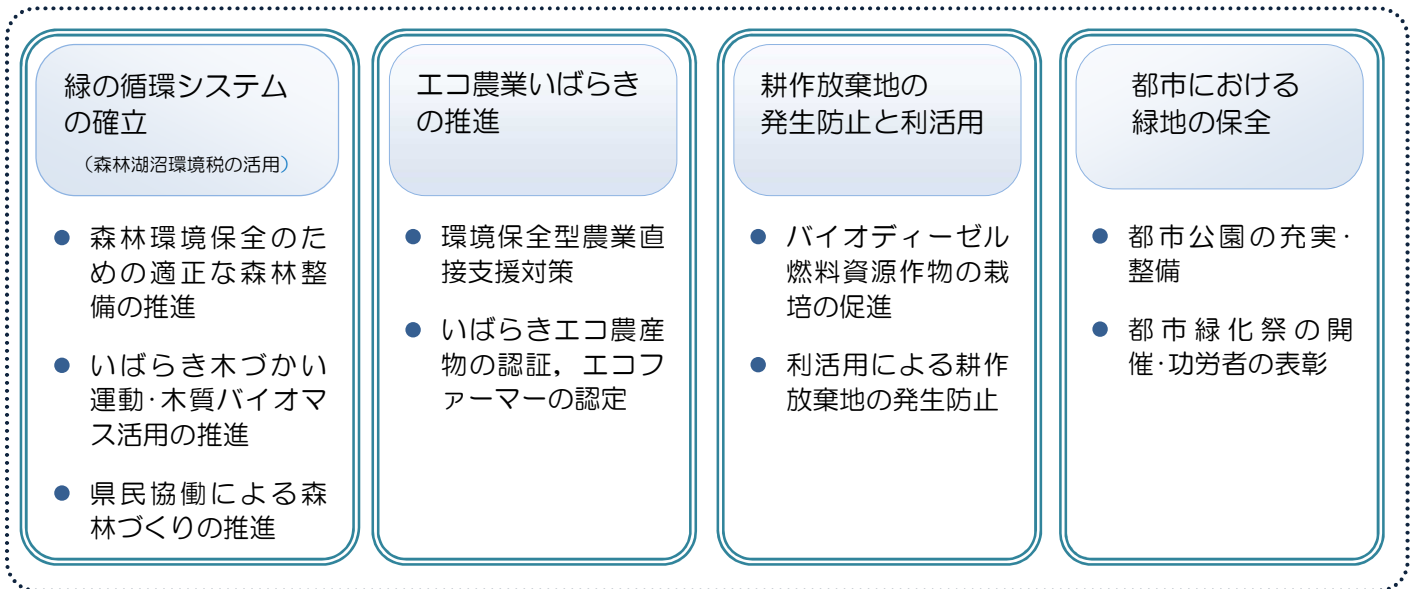 緑の循環システム
の確立
（森林湖沼環境税の活用）
● 森林環境保全のた
めの適正な森林整
備の推進
● いばらき木づかい
運動･木質バイオマ
ス活用の推進
● 県民協働による森
林づくりの推進
エコ農業いばらき
の推進
● 環境保全型農業直
接支援対策
● いばらきエコ農産
物の認証，エコフ
ァーマーの認定
耕作放棄地の
発生防止と利活用
● バイオディーゼル
燃料資源作物の栽
培の促進
● 利活用による耕作
放棄地の発生防止
都市における
緑地の保全
● 都市公園の充実･
整備
● 都市緑化祭の開
催･功労者の表彰